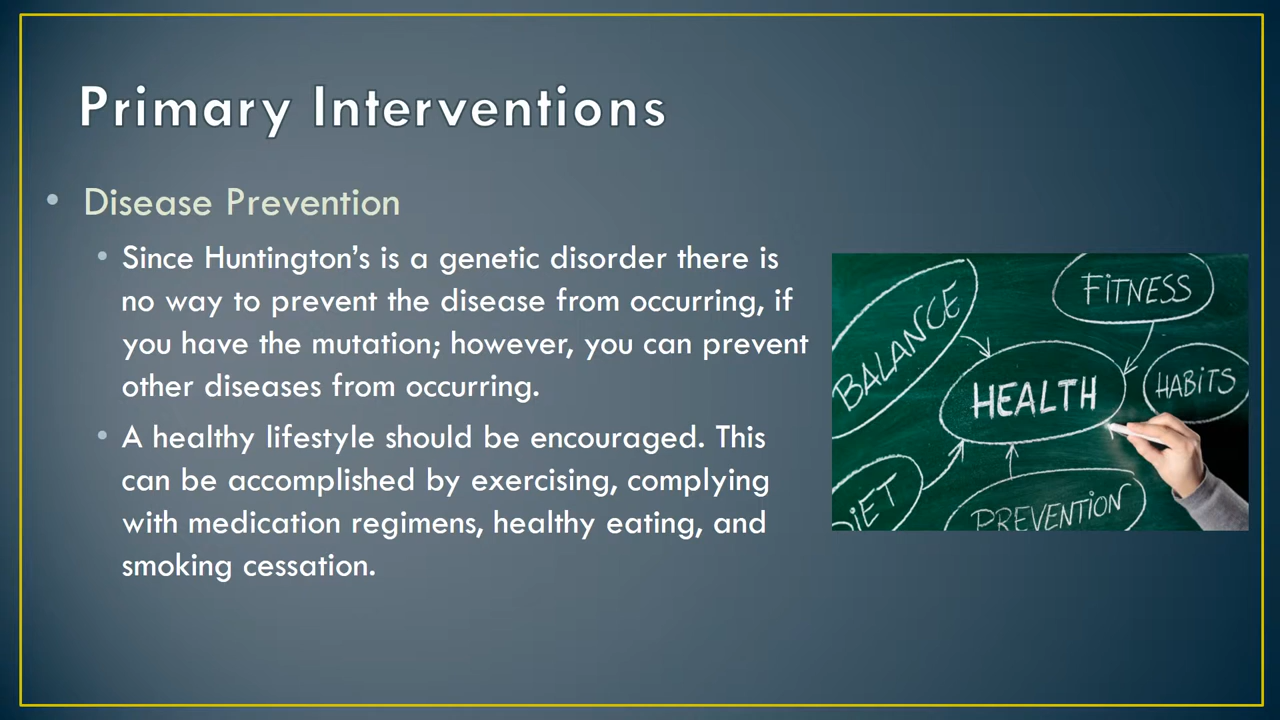 Primary Interventions
• Disease Prevention
• Since Huntington’s is a genetic disorder there is
no way to prevent the disease from occurring, if
you have the mutation; however, you can prevent
other diseases from occurring.
• A healthy lifestyle should be encouraged. This
can be accomplished by exercising, complying
with medication regimens, healthy eating, and
smoking cessation.
BALANCE
FiTNESS
HEALTH
HABiTS
DiET
PREVENTiON